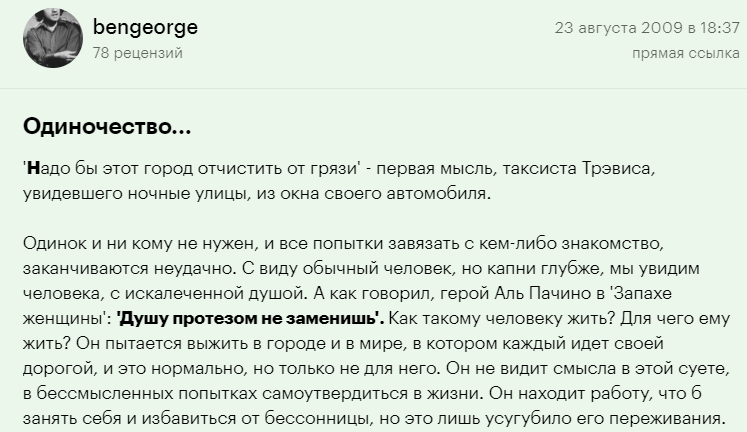 bengeorge
23 августа 2009 в 18:37
78 рецензий
прямая ссылка
Одиночество...
'Надо бы этот город отчистить от грязи' - первая мысль, таксиста Трэвиса,
увидевшего ночные улицы, из окна своего автомобиля.
Одинок и ни кому не нужен, и все попытки завязать с кем-либо знакомство,
заканчиваются неудачно. С виду обычный человек, но капни глубже, мы увидим
человека, с искалеченной душой. А как говорил, герой Аль Пачино в 'Запахе
женщины': 'Душу протезом не заменишь'. Как такому человеку жить? Для чего ему
жить? Он пытается выжить в городе и в мире, в котором каждый идет своей
дорогой, и это нормально, но только не для него. Он не видит смысла в этой суете,
в бессмысленных попытках самоутвердиться в жизни. Он находит работу, что б
занять себя и избавиться от бессонницы, но это лишь усугубило его переживания.